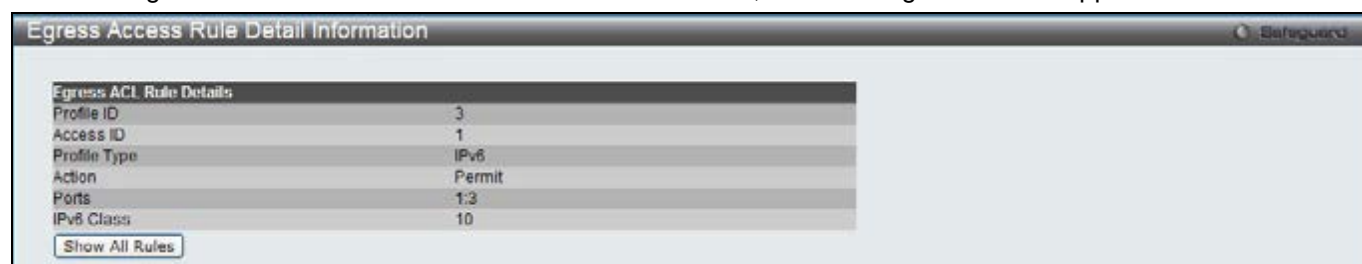 Egress Access Rule Detail Information
Safeguard
Egress ACL Rule Details
Profile ID 3
Access ID 1
Profile Type IPv6
Action Permit
Ports 1:3
IPv6 Class 10
Show All Rules